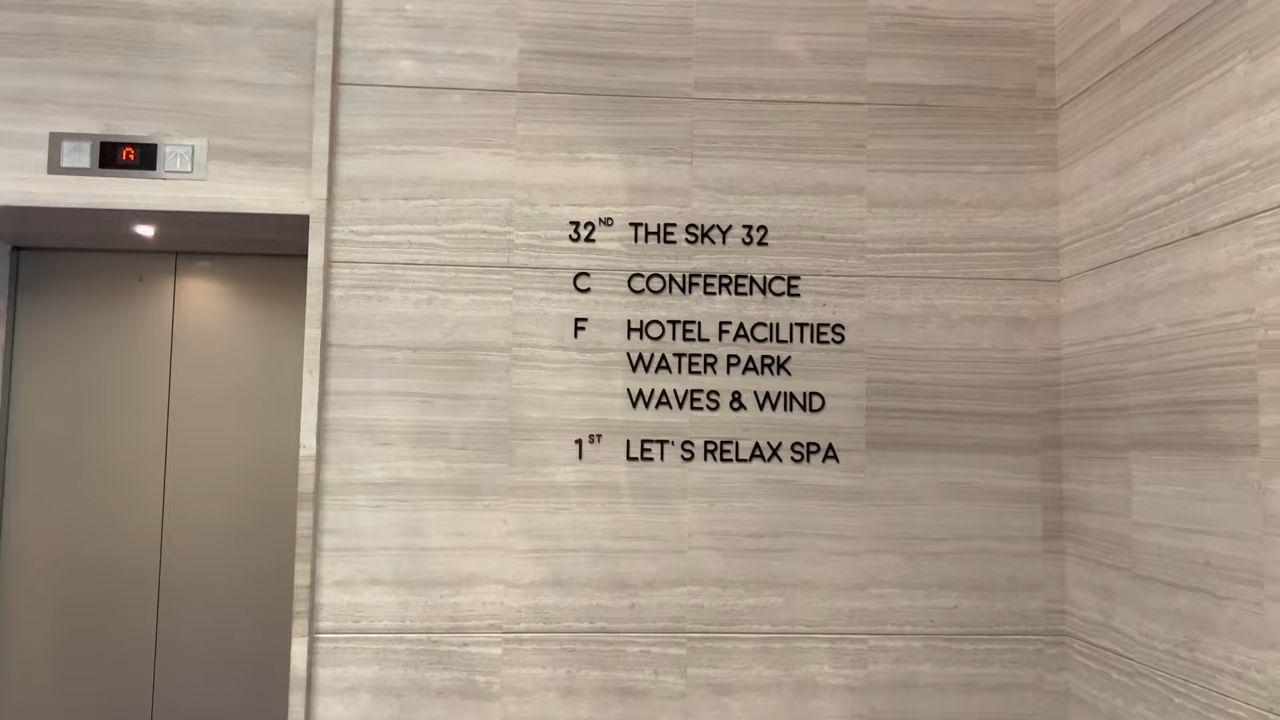 32ND THE SKY 32
C CONFERENCE
F HOTEL FACILITIES
WATER PARK
WAVES & WIND
1ST LET'S RELAX SPA